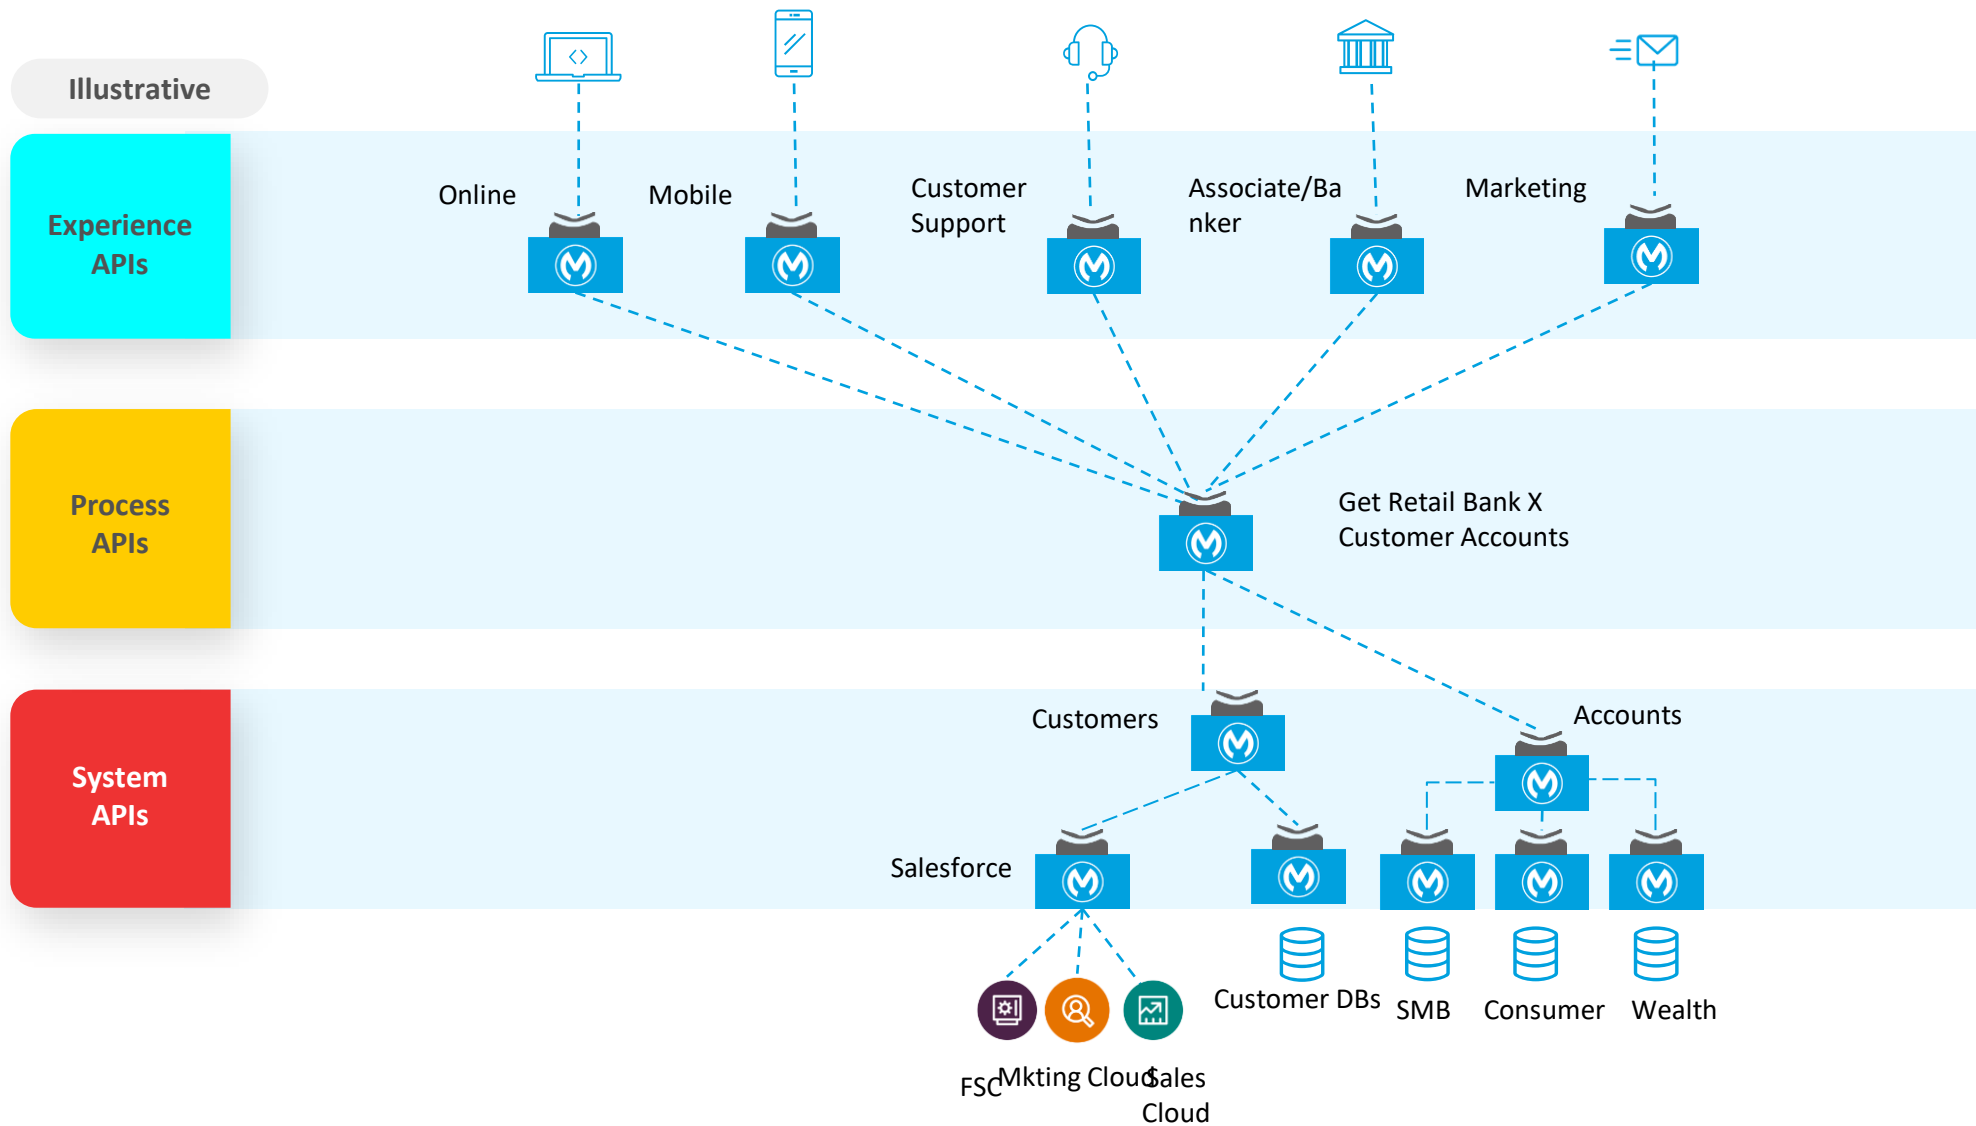 Illustrative
Experience
APIs
Online
Mobile
Customer
Support
Associate/Ba
nker
Marketing
Process
APIs
Get Retail Bank X
Customer Accounts
System
APIs
Customers
Accounts
Salesforce
Customer DBs
SMB
Consumer
Wealth
FSC
Mkting Cloud
Sales
Cloud